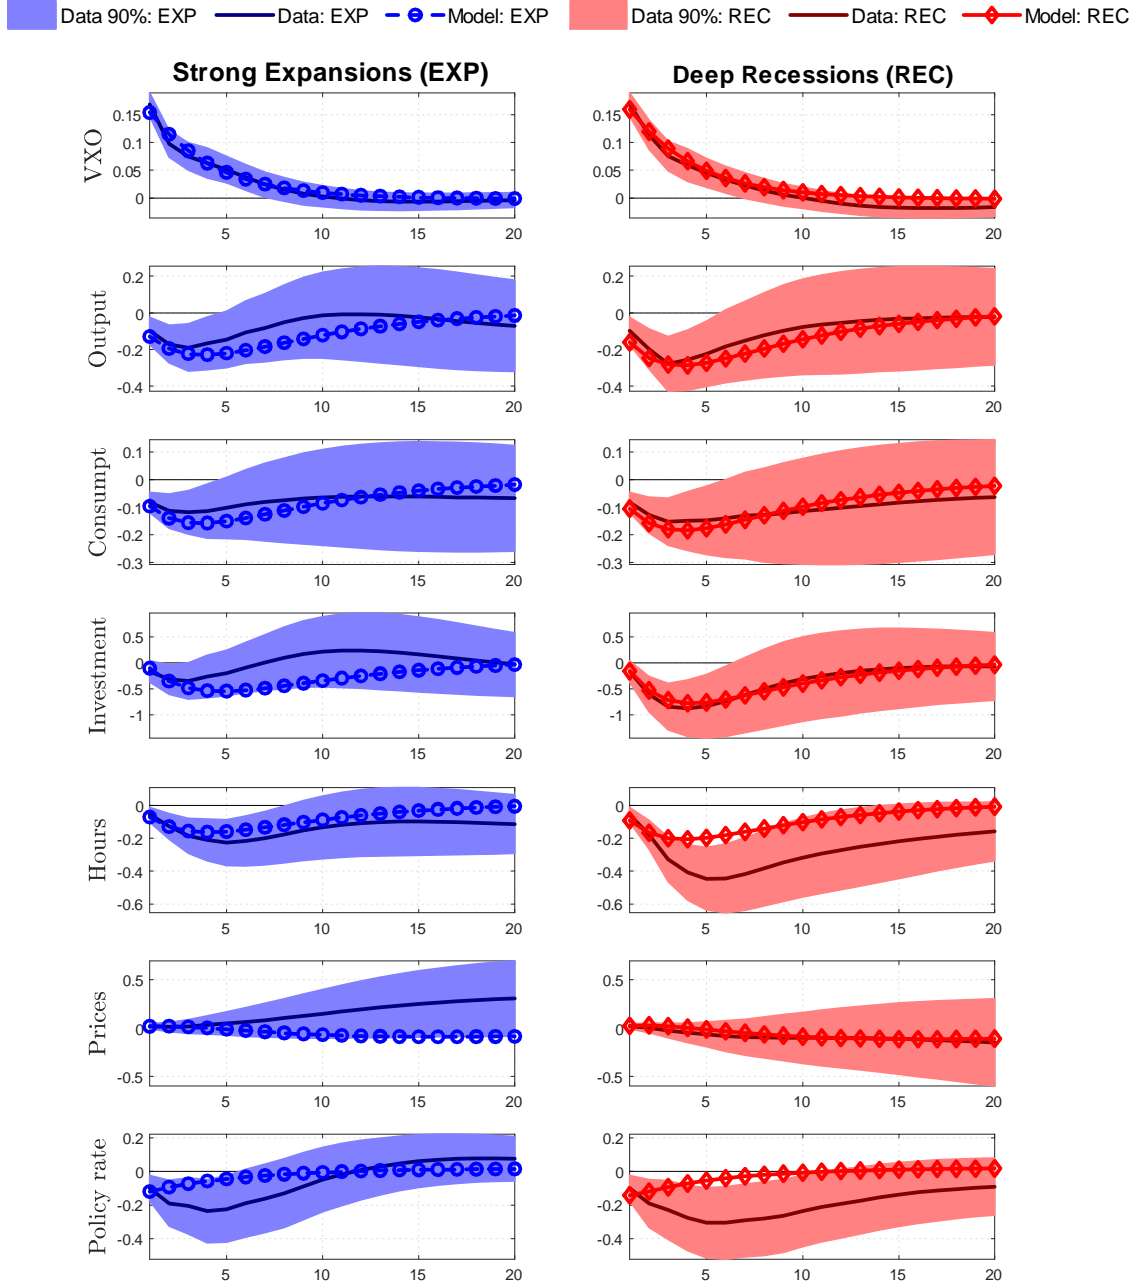 Data 90%: EXP Data: EXP Model: EXP Data 90%: REC Data: REC Model: REC
Strong Expansions (EXP) Deep Recessions (REC)
VXO
0.15
0.1
0.05
0
5 10 15 20
0.15
0.1
0.05
0
5 10 15 20
Output
0.2
0
-0.2
-0.4
5 10 15 20
0.2
0
-0.2
-0.4
5 10 15 20
Consumpt
0.1
0
-0.1
-0.2
-0.3
5 10 15 20
0.1
0
-0.1
-0.2
-0.3
5 10 15 20
Investment
0.5
0
-0.5
-1
5 10 15 20
0.5
0
-0.5
-1
5 10 15 20
Hours
0
-0.2
-0.4
-0.6
5 10 15 20
0
-0.2
-0.4
-0.6
5 10 15 20
Prices
0.5
0
-0.5
5 10 15 20
0.5
0
-0.5
5 10 15 20
Policy rate
0.2
0
-0.2
-0.4
5 10 15 20
0.2
0
-0.2
-0.4
5 10 15 20